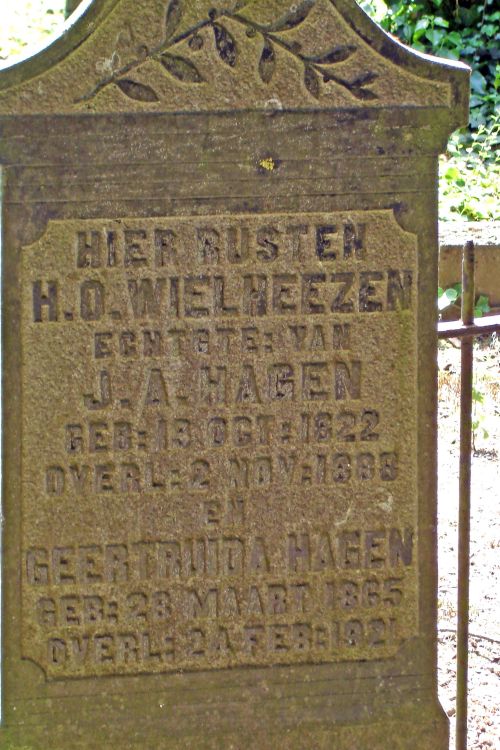 HIER RUSTEN
H.O. WIELHEEZEN
ECHTGTE: VAN
J.A. HAGEN
GEB: 13 OCT: 1822
OVERL: 2 NOV: 1888
EN
GEERTRUIDA HAGEN
GEB: 28 MAART 1865
OVERL: 24 FEB: 1921